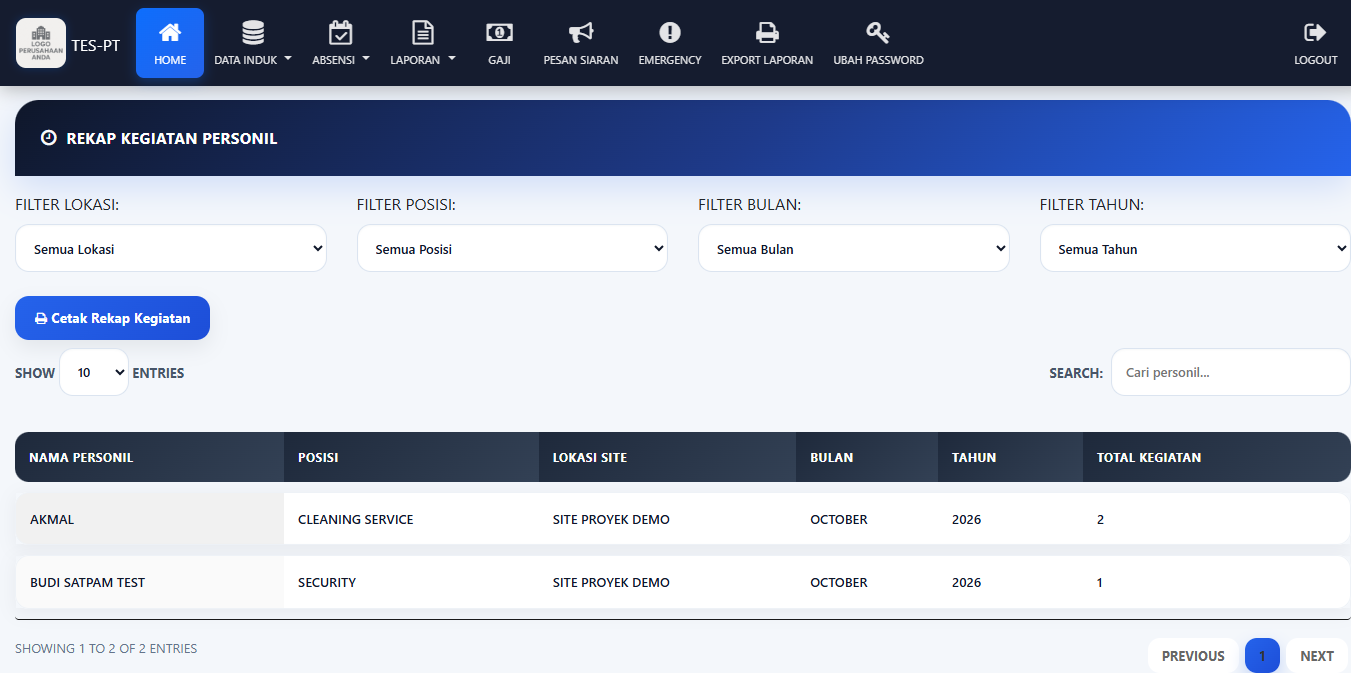 LOGO
PERUSAHAAN
ANDA
TES-PT
HOME
DATA INDUK
ABSENSI
LAPORAN
GAJI
PESAN SIARAN
EMERGENCY
EXPORT LAPORAN
UBAH PASSWORD
LOGOUT
REKAP KEGIATAN PERSONIL
FILTER LOKASI: FILTER POSISI: FILTER BULAN: FILTER TAHUN:
Semua Lokasi Semua Posisi Semua Bulan Semua Tahun
Cetak Rekap Kegiatan
SHOW 10 ENTRIES SEARCH: Cari personil...
NAMA PERSONIL POSISI LOKASI SITE BULAN TAHUN TOTAL KEGIATAN
AKMAL CLEANING SERVICE SITE PROYEK DEMO OCTOBER 2026 2
BUDI SATPAM TEST SECURITY SITE PROYEK DEMO OCTOBER 2026 1
SHOWING 1 TO 2 OF 2 ENTRIES PREVIOUS 1 NEXT